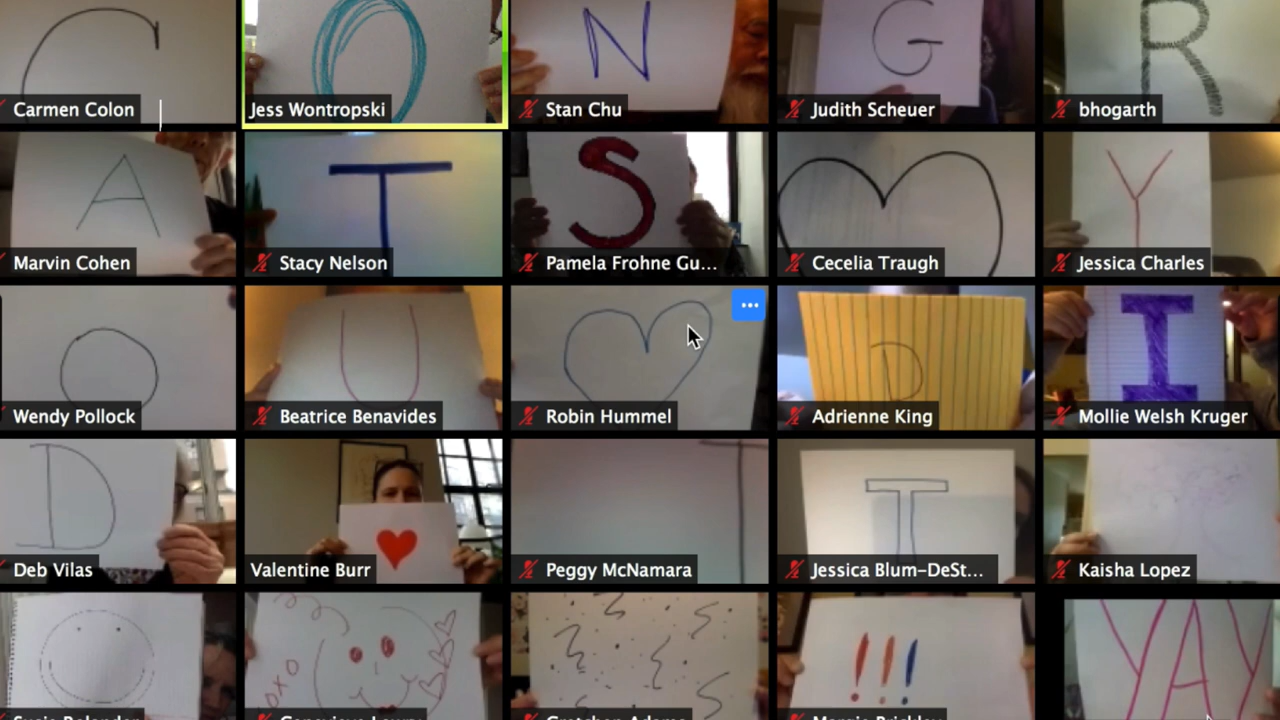 C O N G R
Carmen Colon Jess Wontropski Stan Chu Judith Scheuer bhogarth
A T S Y
Marvin Cohen Stacy Nelson Pamela Frohne Gu... Cecelia Traugh Jessica Charles
O U D I
Wendy Pollock Beatrice Benavides Robin Hummel Adrienne King Mollie Welsh Kruger
D I T
Deb Vilas Valentine Burr Peggy McNamara Jessica Blum-DeSt... Kaisha Lopez
OXO !!! YAY